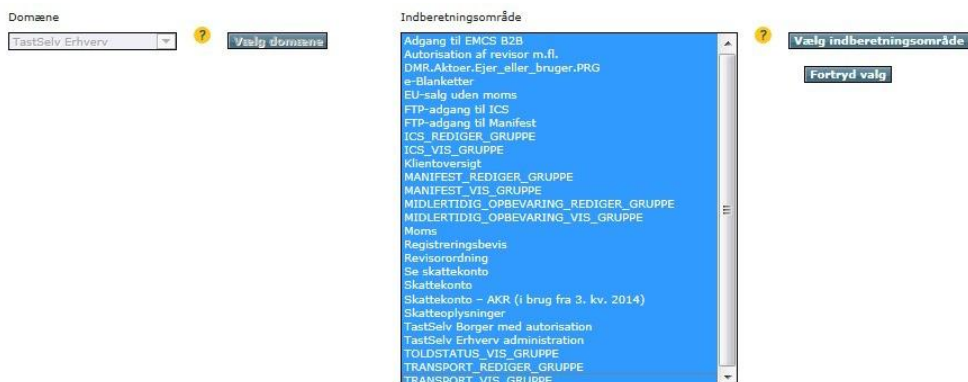 Domæne
TastSelv Erhverv
?
Vælg domæne
Indberetningsområde
Adgang til EMCS B2B
Autorisation af revisor m.fl.
DMR.Aktoer.Ejer_eller_bruger.PRG
e-Blanketter
EU-salg uden moms
FTP-adgang til ICS
FTP-adgang til Manifest
ICS_REDIGER_GRUPPE
ICS_VIS_GRUPPE
Klientoversigt
MANIFEST_REDIGER_GRUPPE
MANIFEST_VIS_GRUPPE
MIDLERTIDIG_OPBEVARING_REDIGER_GRUPPE
MIDLERTIDIG_OPBEVARING_VIS_GRUPPE
Moms
Registreringsbevis
Revisorordning
Se skattekonto
Skattekonto
Skattekonto – AKR (i brug fra 3. kv. 2014)
Skatteoplysninger
TastSelv Borger med autorisation
TastSelv Erhverv administration
TOLDSTATUS_VIS_GRUPPE
TRANSPORT_REDIGER_GRUPPE
TRANSPORT_VIS_GRUPPE
?
Vælg indberetningsområde
Fortryd valg